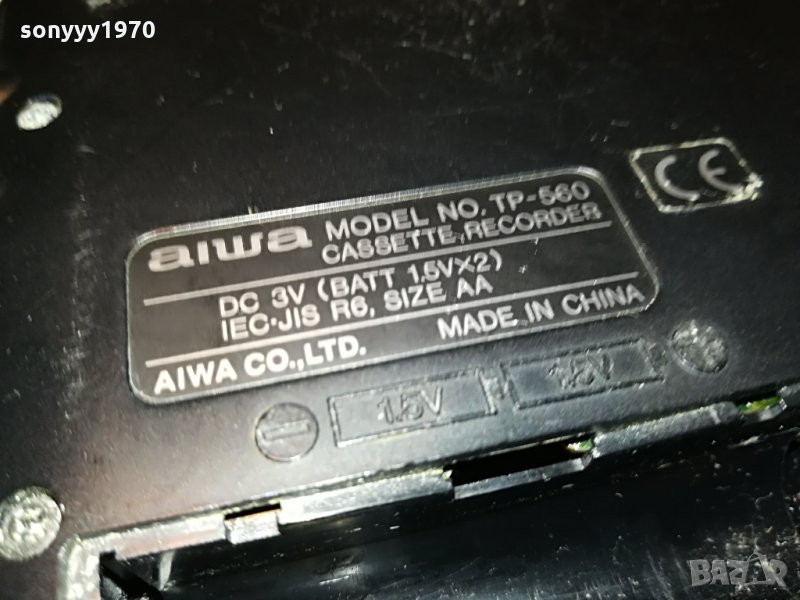 sonyyy1970
aiwa MODEL NO. TP-560
CASSETTE RECORDER
CE
DC 3V (BATT 1.5V×2)
IEC·JIS R6, SIZE AA
AIWA CO.,LTD. MADE IN CHINA
1.5V 1.5V
BAZAR